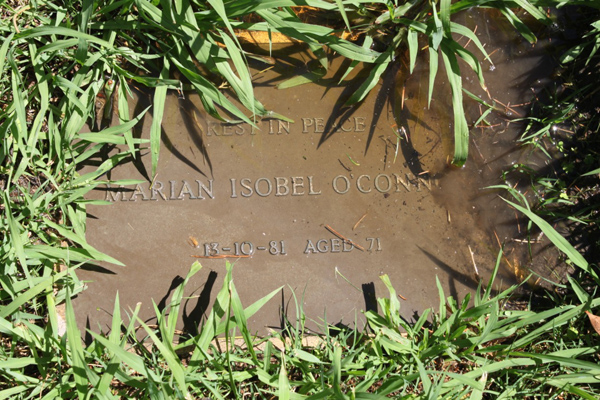 REST IN PEACE
MARIAN ISOBEL O'CONN
13-10-81 AGED 71